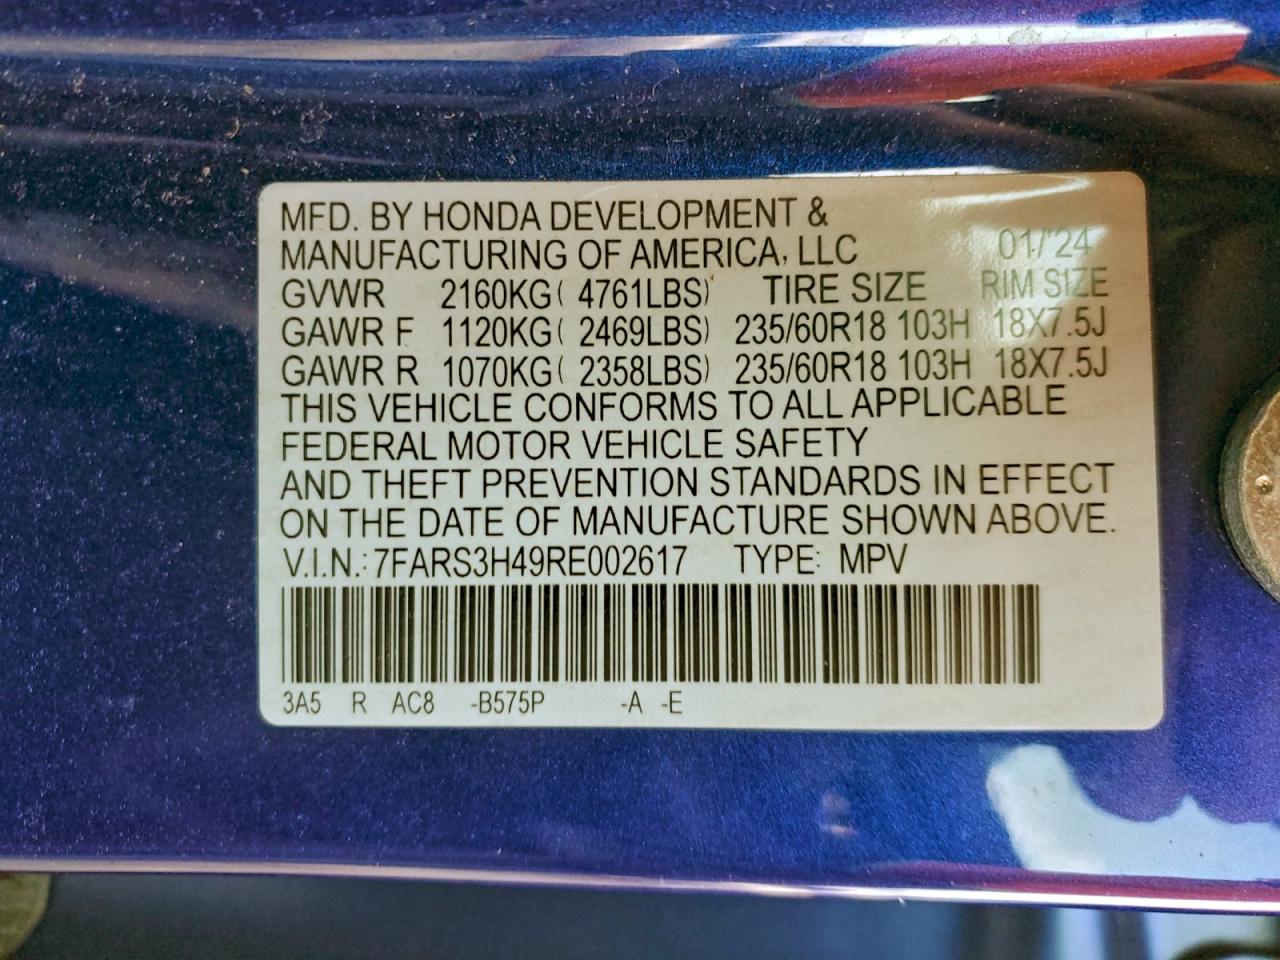 MFD. BY HONDA DEVELOPMENT &
MANUFACTURING OF AMERICA, LLC 01/'24
GVWR 2160KG( 4761LBS) TIRE SIZE RIM SIZE
GAWR F 1120KG( 2469LBS) 235/60R18 103H 18X7.5J
GAWR R 1070KG( 2358LBS) 235/60R18 103H 18X7.5J
THIS VEHICLE CONFORMS TO ALL APPLICABLE
FEDERAL MOTOR VEHICLE SAFETY
AND THEFT PREVENTION STANDARDS IN EFFECT
ON THE DATE OF MANUFACTURE SHOWN ABOVE.
V.I.N.: 7FARS3H49RE002617 TYPE: MPV
3A5 R AC8 -B575P -A -E